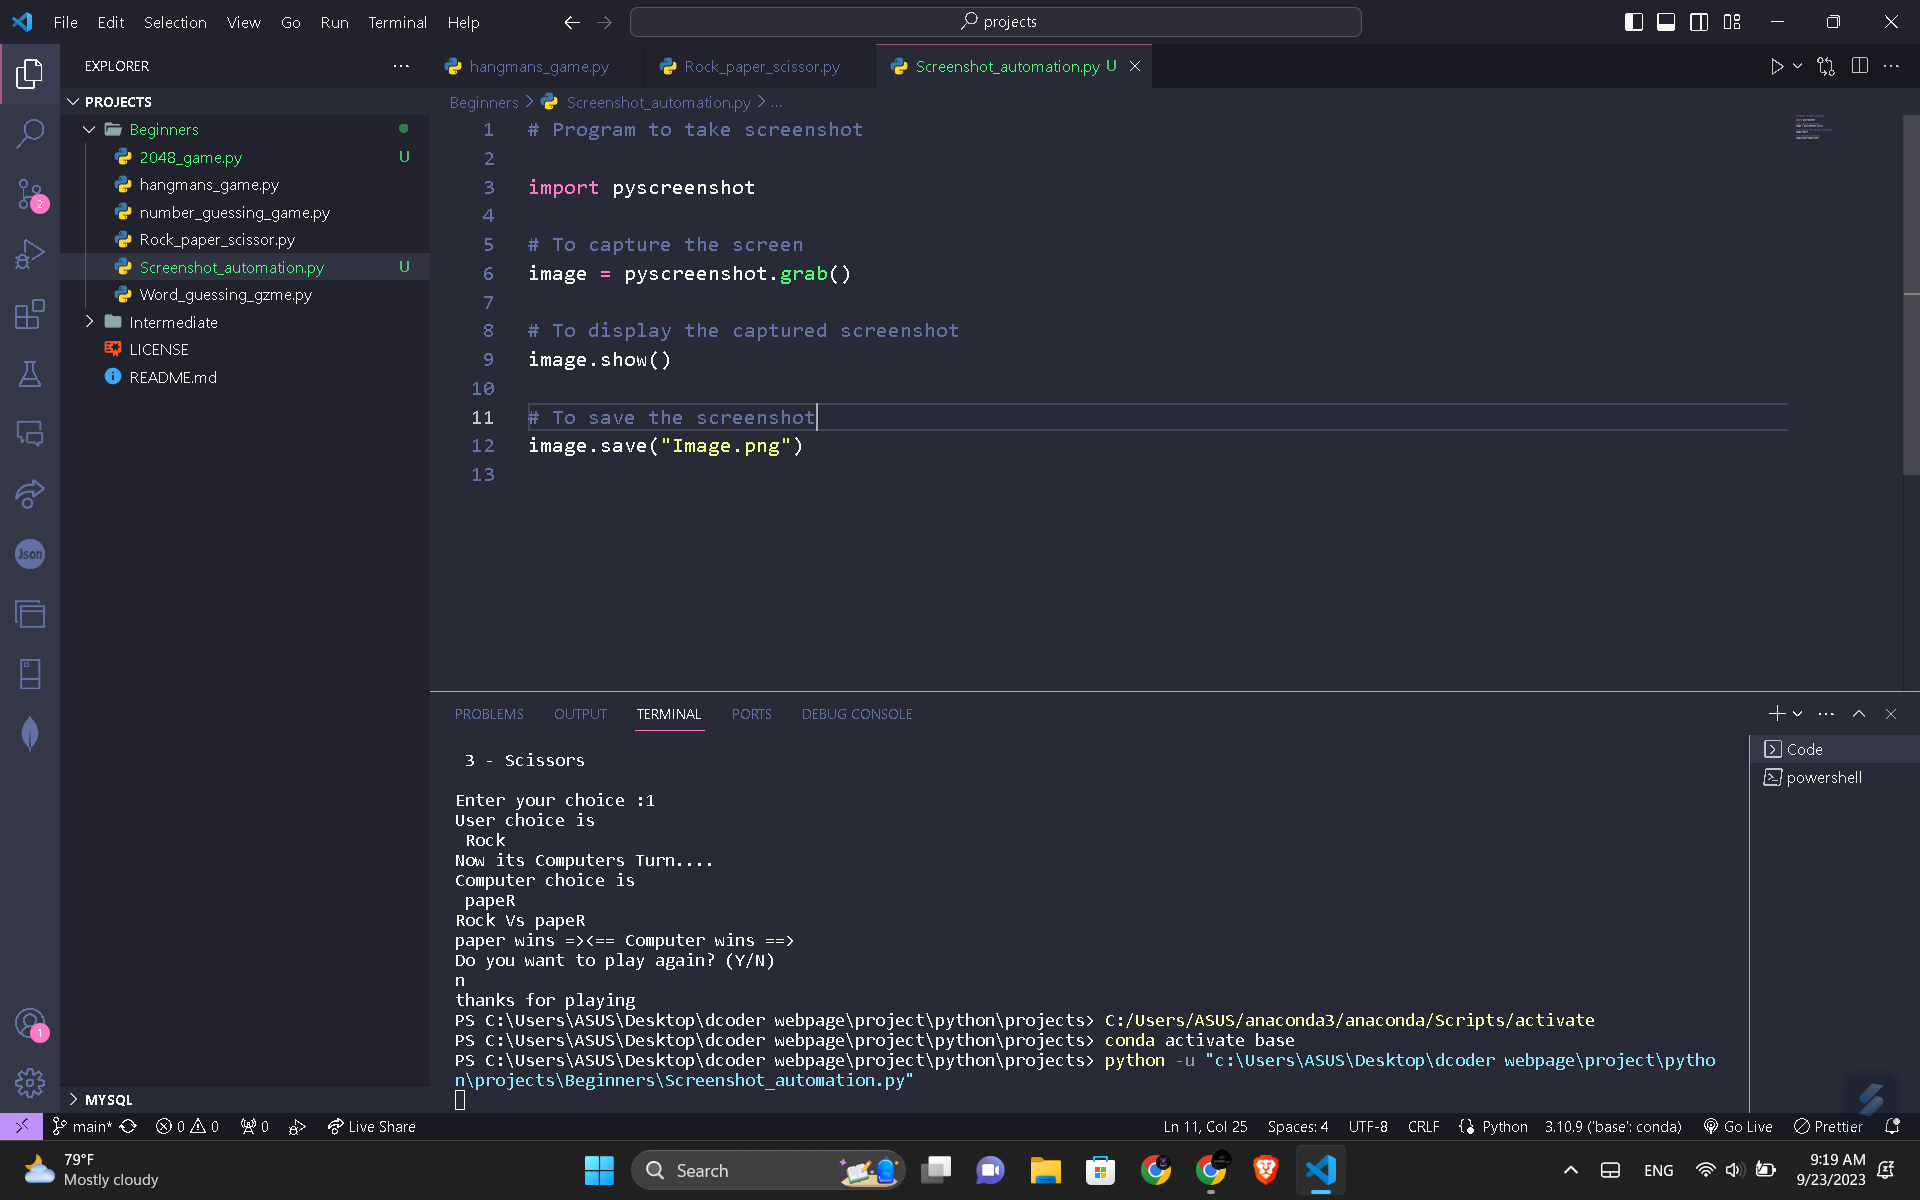 File Edit Selection View Go Run Terminal Help
projects
EXPLORER
hangmans_game.py
Rock_paper_scissor.py
Screenshot_automation.py U
PROJECTS
Beginners
2048_game.py U
hangmans_game.py
number_guessing_game.py
Rock_paper_scissor.py
Screenshot_automation.py U
Word_guessing_gzme.py
Intermediate
LICENSE
README.md
Json
2
1
MYSQL
Beginners > Screenshot_automation.py > ...
1 # Program to take screenshot
2
3 import pyscreenshot
4
5 # To capture the screen
6 image = pyscreenshot.grab()
7
8 # To display the captured screenshot
9 image.show()
10
11 # To save the screenshot
12 image.save("Image.png")
13
PROBLEMS OUTPUT TERMINAL PORTS DEBUG CONSOLE
Code
powershell
3 - Scissors
Enter your choice :1
User choice is
Rock
Now its Computers Turn....
Computer choice is
papeR
Rock Vs papeR
paper wins =><== Computer wins ==>
Do you want to play again? (Y/N)
n
thanks for playing
PS C:\Users\ASUS\Desktop\dcoder webpage\project\python\projects> C:/Users/ASUS/anaconda3/anaconda/Scripts/activate
PS C:\Users\ASUS\Desktop\dcoder webpage\project\python\projects> conda activate base
PS C:\Users\ASUS\Desktop\dcoder webpage\project\python\projects> python -u "c:\Users\ASUS\Desktop\dcoder webpage\project\pytho
n\projects\Beginners\Screenshot_automation.py"
main* 0 0 0 Live Share
Ln 11, Col 25 Spaces: 4 UTF-8 CRLF Python 3.10.9 ('base': conda) Go Live Prettier
79°F
Mostly cloudy
Search
ENG
9:19 AM
9/23/2023